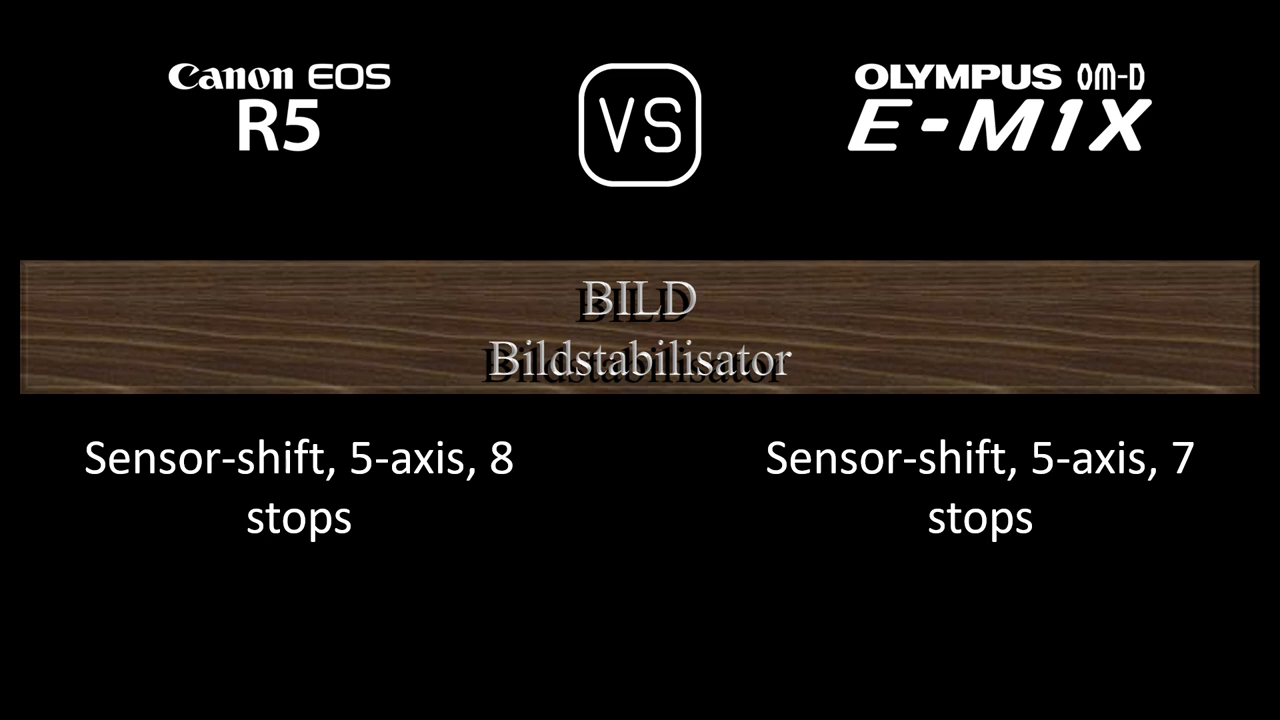 Canon EOS
R5
VS
OLYMPUS OM-D
E-M1X
BILD
Bildstabilisator
Sensor-shift, 5-axis, 8
stops
Sensor-shift, 5-axis, 7
stops